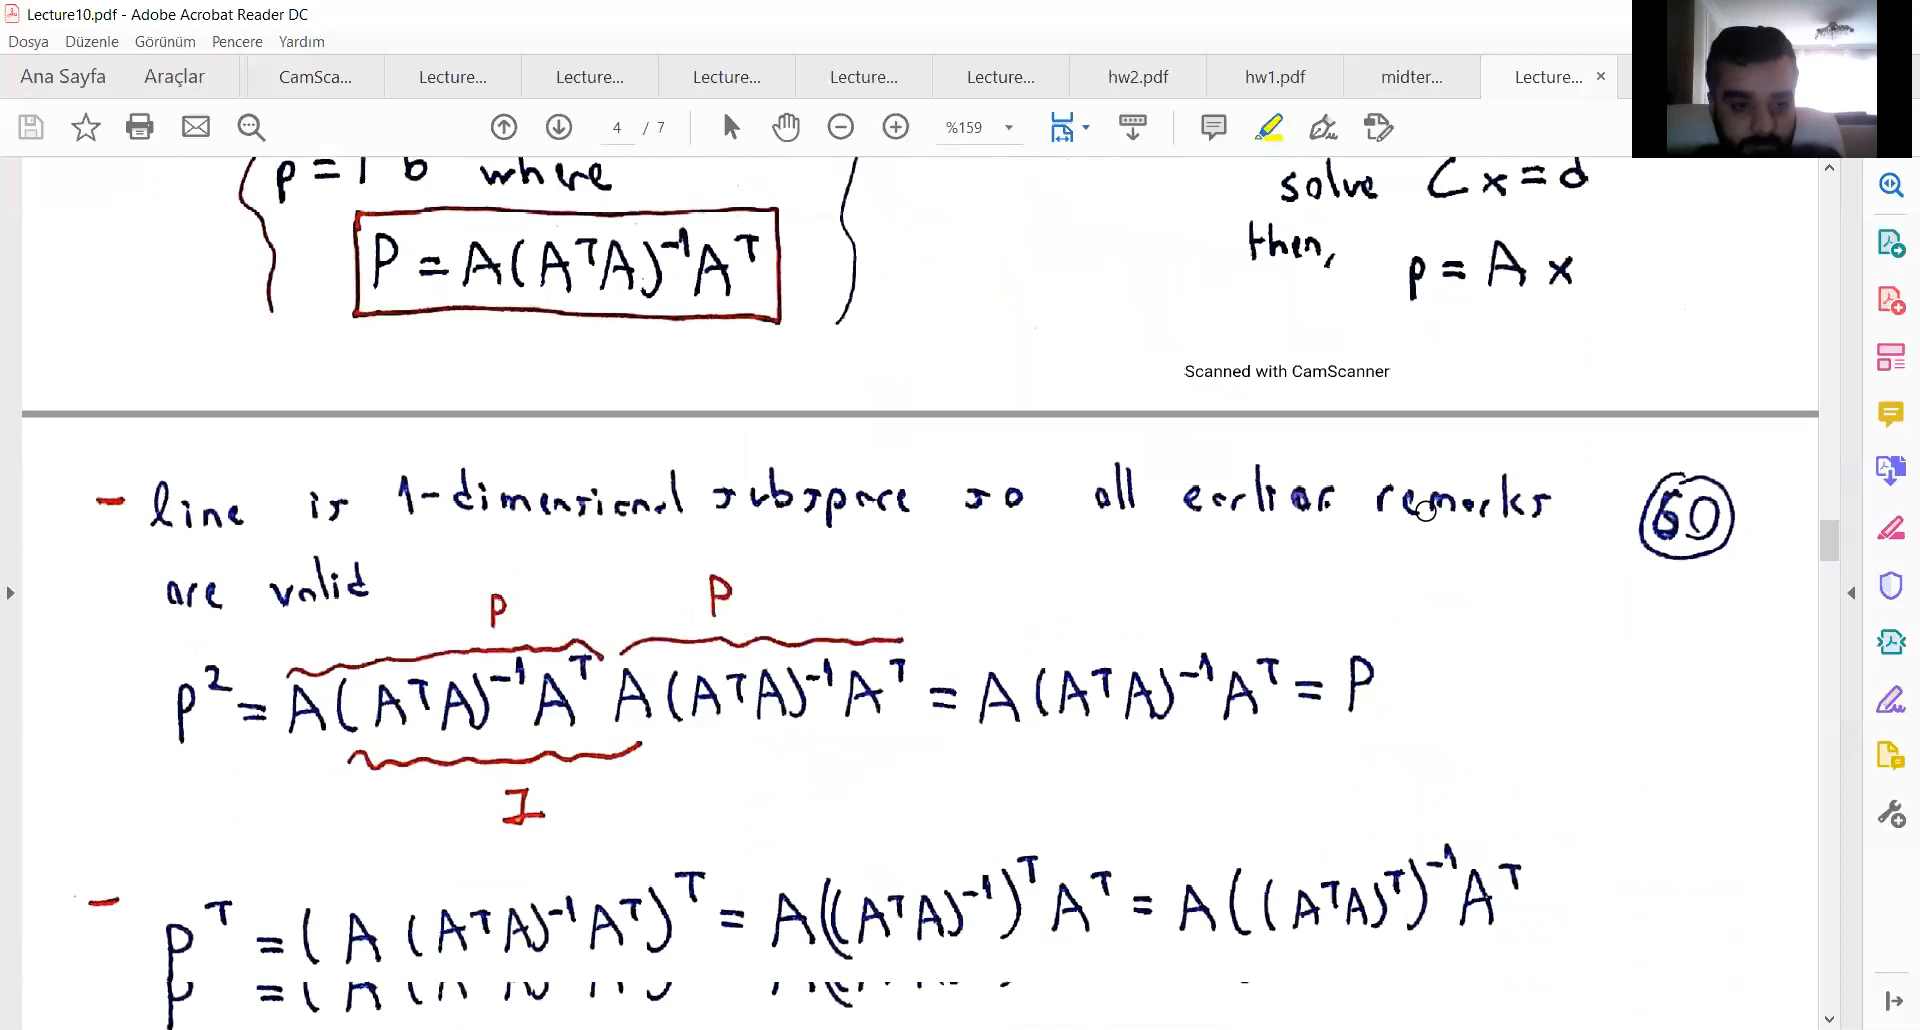 Lecture10.pdf - Adobe Acrobat Reader DC
Dosya Düzenle Görünüm Pencere Yardım
Ana Sayfa Araçlar CamSca... Lecture... Lecture... Lecture... Lecture... Lecture... hw2.pdf hw1.pdf midter... Lecture... ×
4 / 7 %159
p = P b where
P = A(AᵀA)⁻¹Aᵀ
solve Cx = d
then,
p = A x
Scanned with CamScanner
- line is 1-dimensional subspace so all earlier remarks
60
are valid
P P
P² = A(AᵀA)⁻¹Aᵀ A(AᵀA)⁻¹Aᵀ = A(AᵀA)⁻¹Aᵀ = P
I
- Pᵀ = (A(AᵀA)⁻¹Aᵀ)ᵀ = A((AᵀA)⁻¹)ᵀAᵀ = A((AᵀA)ᵀ)⁻¹Aᵀ